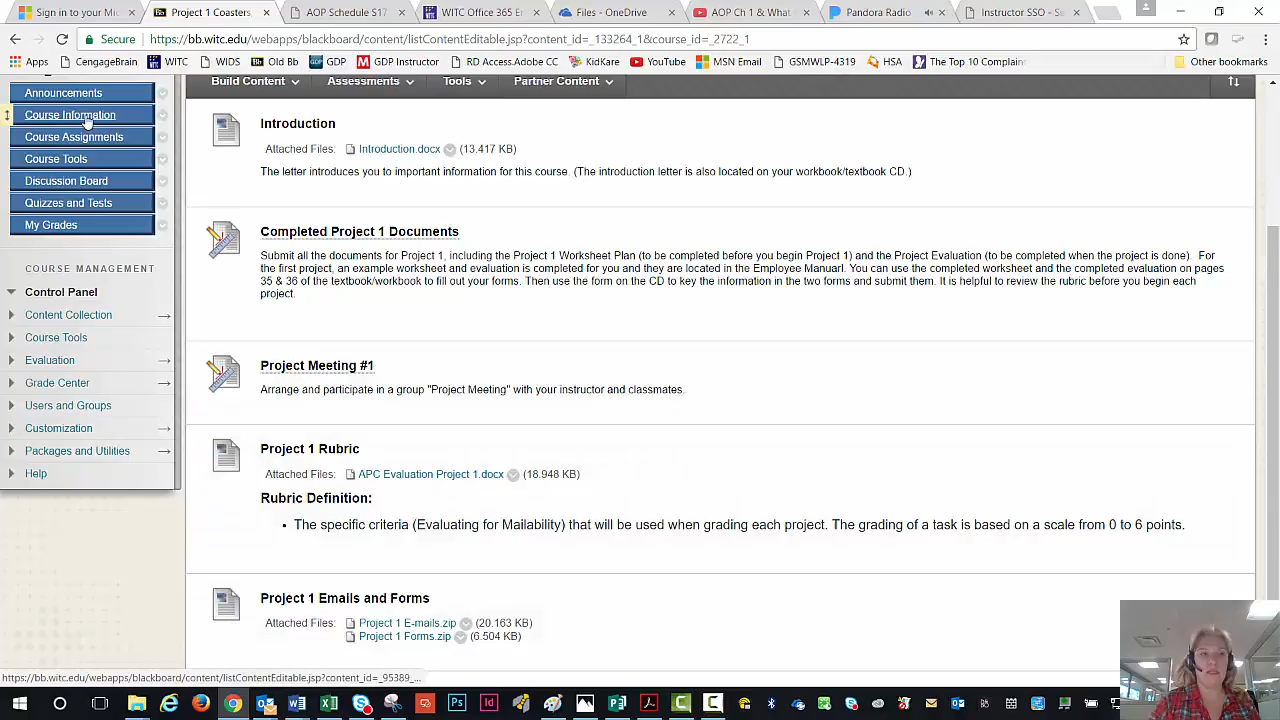 Sign in to your Micros
Project 1 Coasters
AOP Schedule S17
WITC Office 365 E
Files - OneDrive
AOP Ch 1 & What
Pandora Radio
Instructor SSO - Se
Secure
https://bb.witc.edu/webapps/blackboard/content/listContentEditable.jsp?content_id=_133264_1&course_id=_2722_1
Apps
CengageBrain
WITC
WIDS
Old Bb
GDP
GDP Instructor
RD Access.Adobe CC
KidKare
YouTube
MSN Email
GSMWLP-4319
HSA
The Top 10 Complain
Other bookmarks
Build Content
Assessments
Tools
Partner Content
Announcements
Course Information
Course Assignments
Course Tools
Discussion Board
Quizzes and Tests
My Grades
COURSE MANAGEMENT
Control Panel
Content Collection
Course Tools
Evaluation
Grade Center
Users and Groups
Customization
Packages and Utilities
Help
Introduction
Attached Files: Introduction.docx (13.417 KB)
The letter introduces you to important information for this course. (The introduction letter is also located on your workbook/textbook CD.)
Completed Project 1 Documents
Submit all the documents for Project 1, including the Project 1 Worksheet Plan (to be completed before you begin Project 1) and the Project Evaluation (to be completed when the project is done). For
the first project, an example worksheet and evaluation is completed for you and they are located in the Employee Manuarl. You can use the completed worksheet and the completed evaluation on pages
35 & 36 of the textbook/workbook to fill out your forms. Then use the form on the CD to key the information in the two forms and submit them. It is helpful to review the rubric before you begin each
project.
Project Meeting #1
Arrange and participate in a group "Project Meeting" with your instructor and classmates.
Project 1 Rubric
Attached Files: APC Evaluation Project 1.docx (18.948 KB)
Rubric Definition:
• The specific criteria (Evaluating for Mailability) that will be used when grading each project. The grading of a task is based on a scale from 0 to 6 points.
Project 1 Emails and Forms
Attached Files: Project 1 E-mails.zip (20.163 KB)
Project 1 Forms.zip (6.504 KB)
https://bb.witc.edu/webapps/blackboard/content/listContentEditable.jsp?content_id=_95389_...